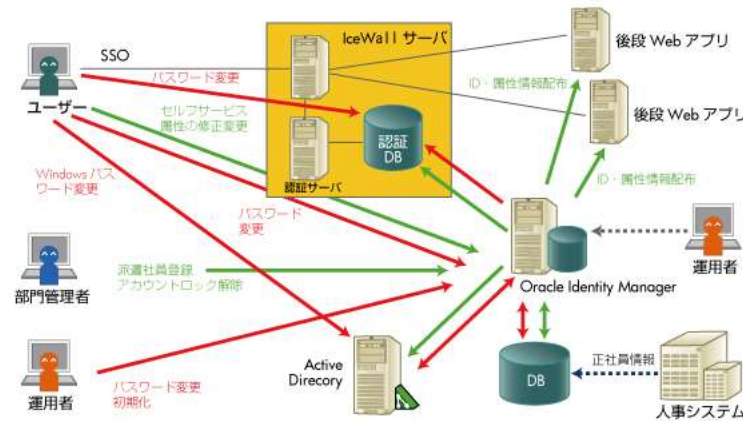 IceWall サーバ
SSO
パスワード変更
ユーザー
セルフサービス
属性の修正変更
認証
DB
認証サーバ
後段 Web アプリ
ID・属性情報配布
後段 Web アプリ
ID・属性情報配布
Windows パス
ワード変更
パスワード
変更
部門管理者
派遣社員登録
アカウントロック解除
Oracle Identity Manager
運用者
運用者
パスワード変更
初期化
Active
Direcory
DB
正社員情報
人事システム